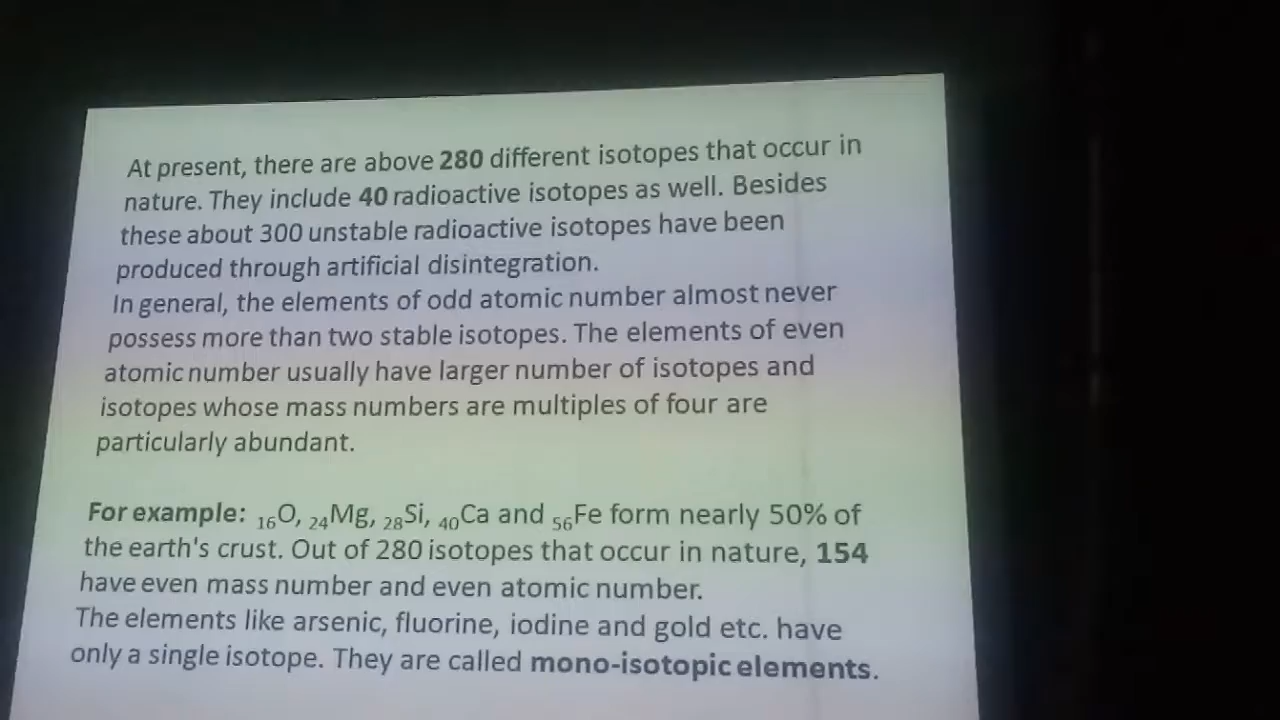 At present, there are above 280 different isotopes that occur in
nature. They include 40 radioactive isotopes as well. Besides
these about 300 unstable radioactive isotopes have been
produced through artificial disintegration.
In general, the elements of odd atomic number almost never
possess more than two stable isotopes. The elements of even
atomic number usually have larger number of isotopes and
isotopes whose mass numbers are multiples of four are
particularly abundant.
For example: ₁₆O, ₂₄Mg, ₂₈Si, ₄₀Ca and ₅₆Fe form nearly 50% of
the earth's crust. Out of 280 isotopes that occur in nature, 154
have even mass number and even atomic number.
The elements like arsenic, fluorine, iodine and gold etc. have
only a single isotope. They are called mono-isotopic elements.